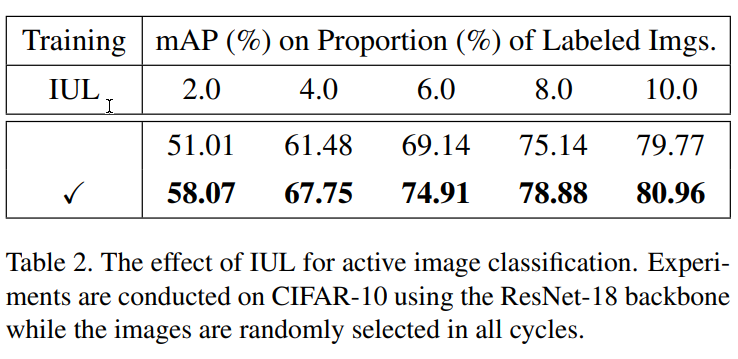 Training mAP (%) on Proportion (%) of Labeled Imgs.
IUL 2.0 4.0 6.0 8.0 10.0
51.01 61.48 69.14 75.14 79.77
✓ 58.07 67.75 74.91 78.88 80.96
Table 2. The effect of IUL for active image classification. Experi-
ments are conducted on CIFAR-10 using the ResNet-18 backbone
while the images are randomly selected in all cycles.